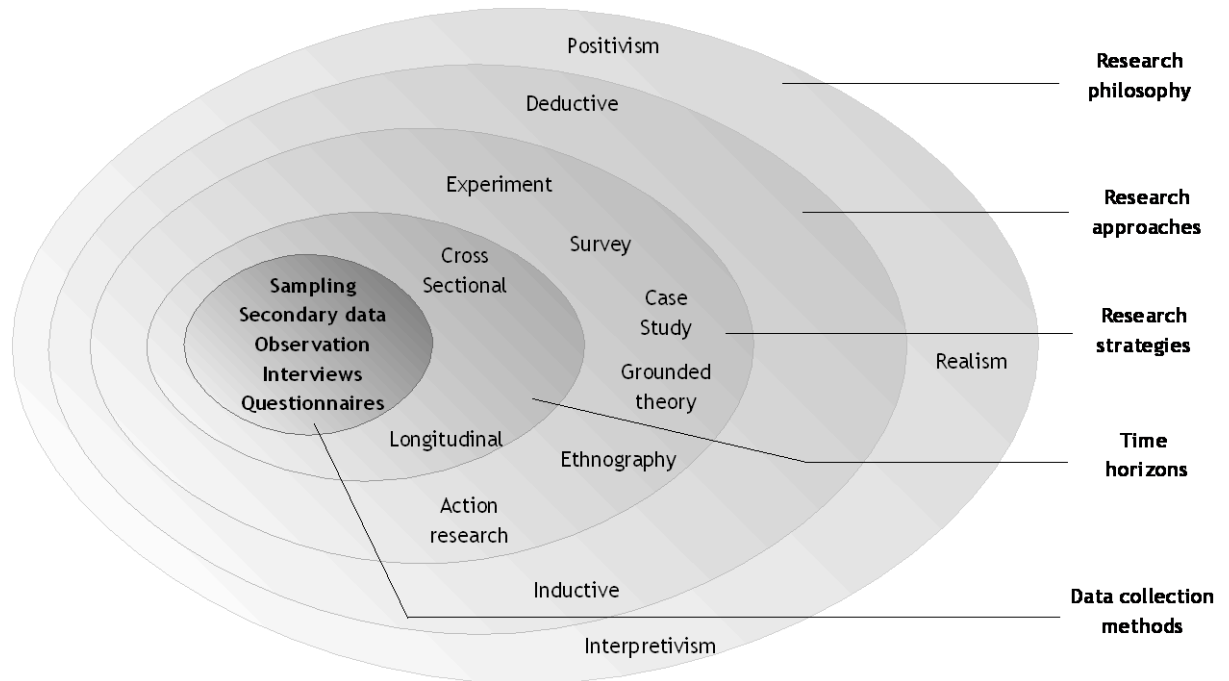 Positivism
Research
philosophy
Deductive
Experiment
Research
approaches
Survey
Cross
Sectional
Sampling
Secondary data
Observation
Interviews
Questionnaires
Case
Study
Research
strategies
Realism
Grounded
theory
Longitudinal
Ethnography
Time
horizons
Action
research
Inductive
Data collection
methods
Interpretivism